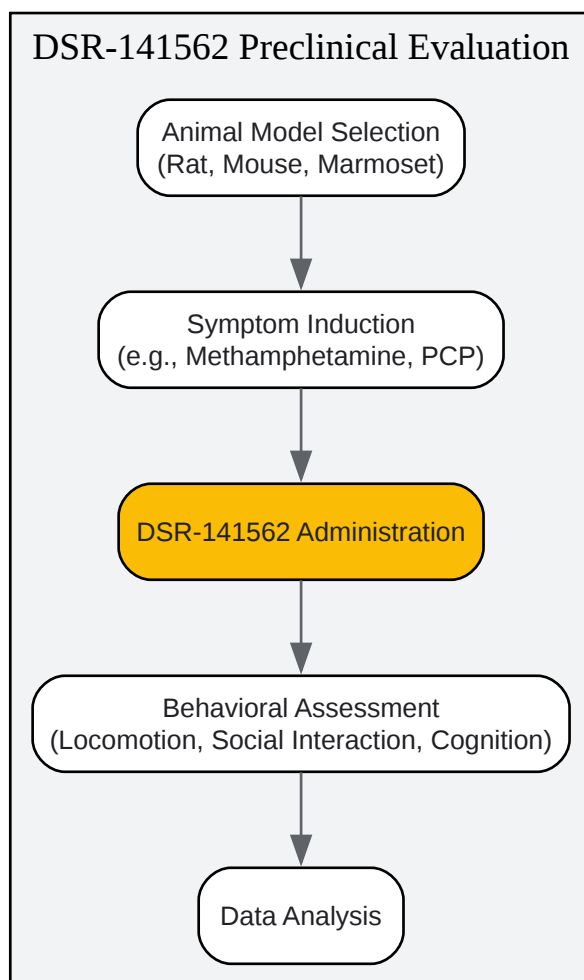 DSR-141562 Preclinical Evaluation
Animal Model Selection
(Rat, Mouse, Marmoset)
Symptom Induction
(e.g., Methamphetamine, PCP)
DSR-141562 Administration
Behavioral Assessment
(Locomotion, Social Interaction, Cognition)
Data Analysis